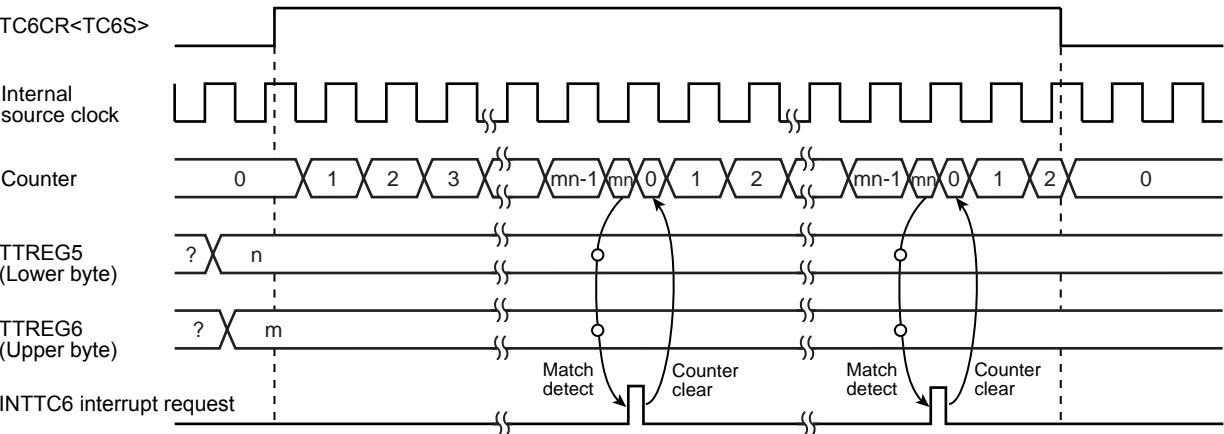 TC6CR<TC6S>
Internal
source clock
Counter
0 1 2 3 mn-1 mn 0 1 2 mn-1 mn 0 1 2 0
TTREG5
(Lower byte)
? n
TTREG6
(Upper byte)
? m
Match
detect
Counter
clear
Match
detect
Counter
clear
INTTC6 interrupt request